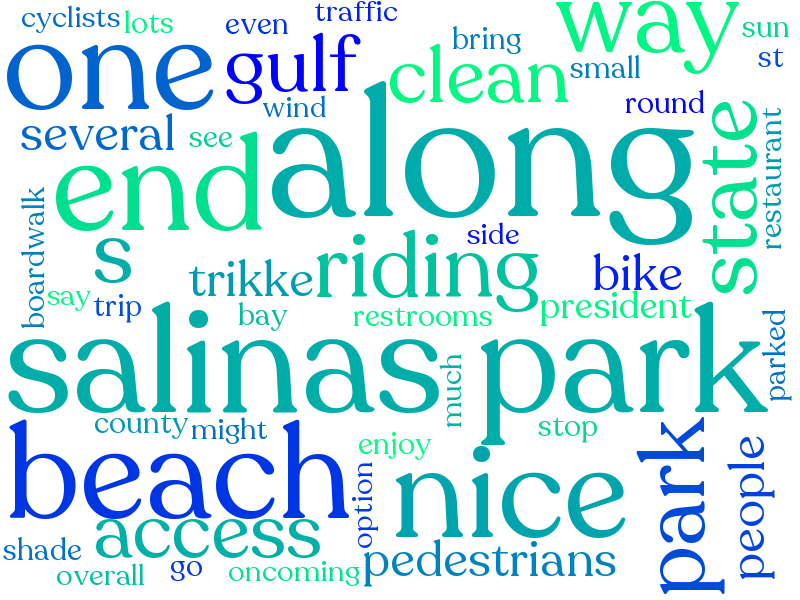 cyclists
lots
even
traffic
way
sun
one
gulf
bring
clean
small
st
wind
round
several
see
along
state
restaurant
end
boardwalk
s
side
trikke
riding
bike
say
trip
bay
restrooms
president
salinas park
parked
much
county
might
stop
enjoy
beach
nice
park
people
option
access
shade
pedestrians
overall
go
oncoming